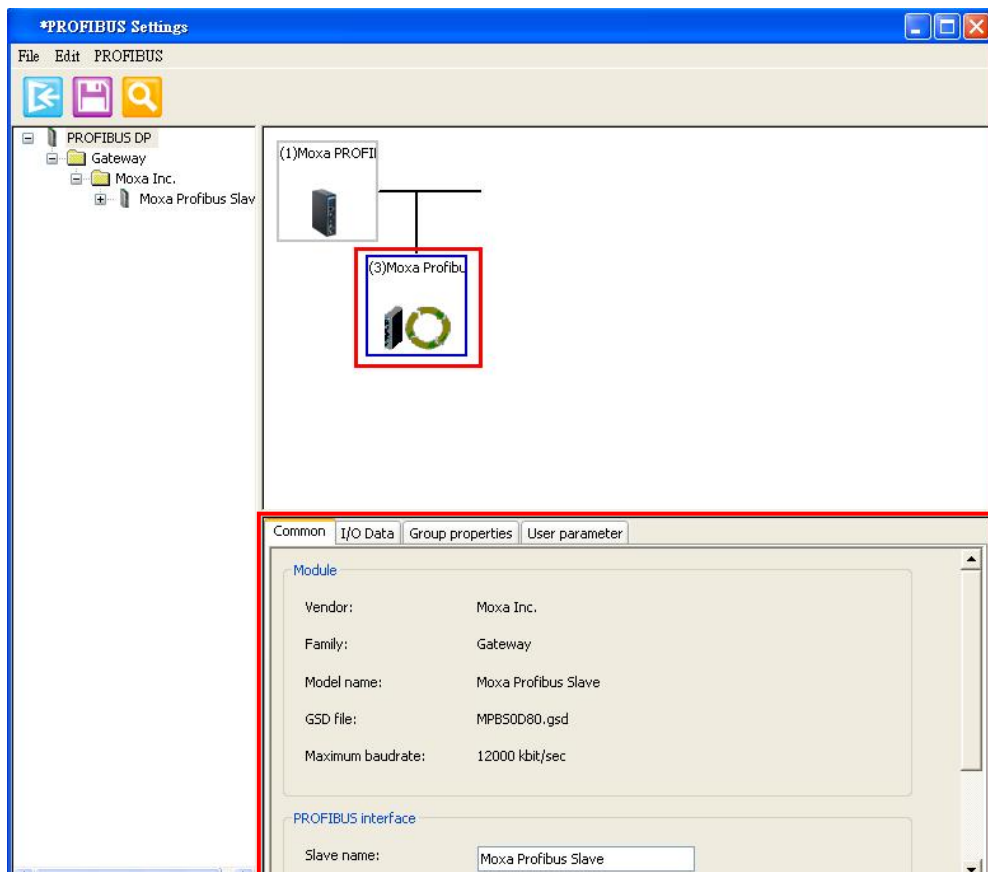 *PROFIBUS Settings
File Edit PROFIBUS
PROFIBUS DP
Gateway
Moxa Inc.
Moxa Profibus Slav
(1)Moxa PROFI
(3)Moxa Profibu
Common I/O Data Group properties User parameter
Module
Vendor: Moxa Inc.
Family: Gateway
Model name: Moxa Profibus Slave
GSD file: MPBS0D80.gsd
Maximum baudrate: 12000 kbit/sec
PROFIBUS interface
Slave name: Moxa Profibus Slave